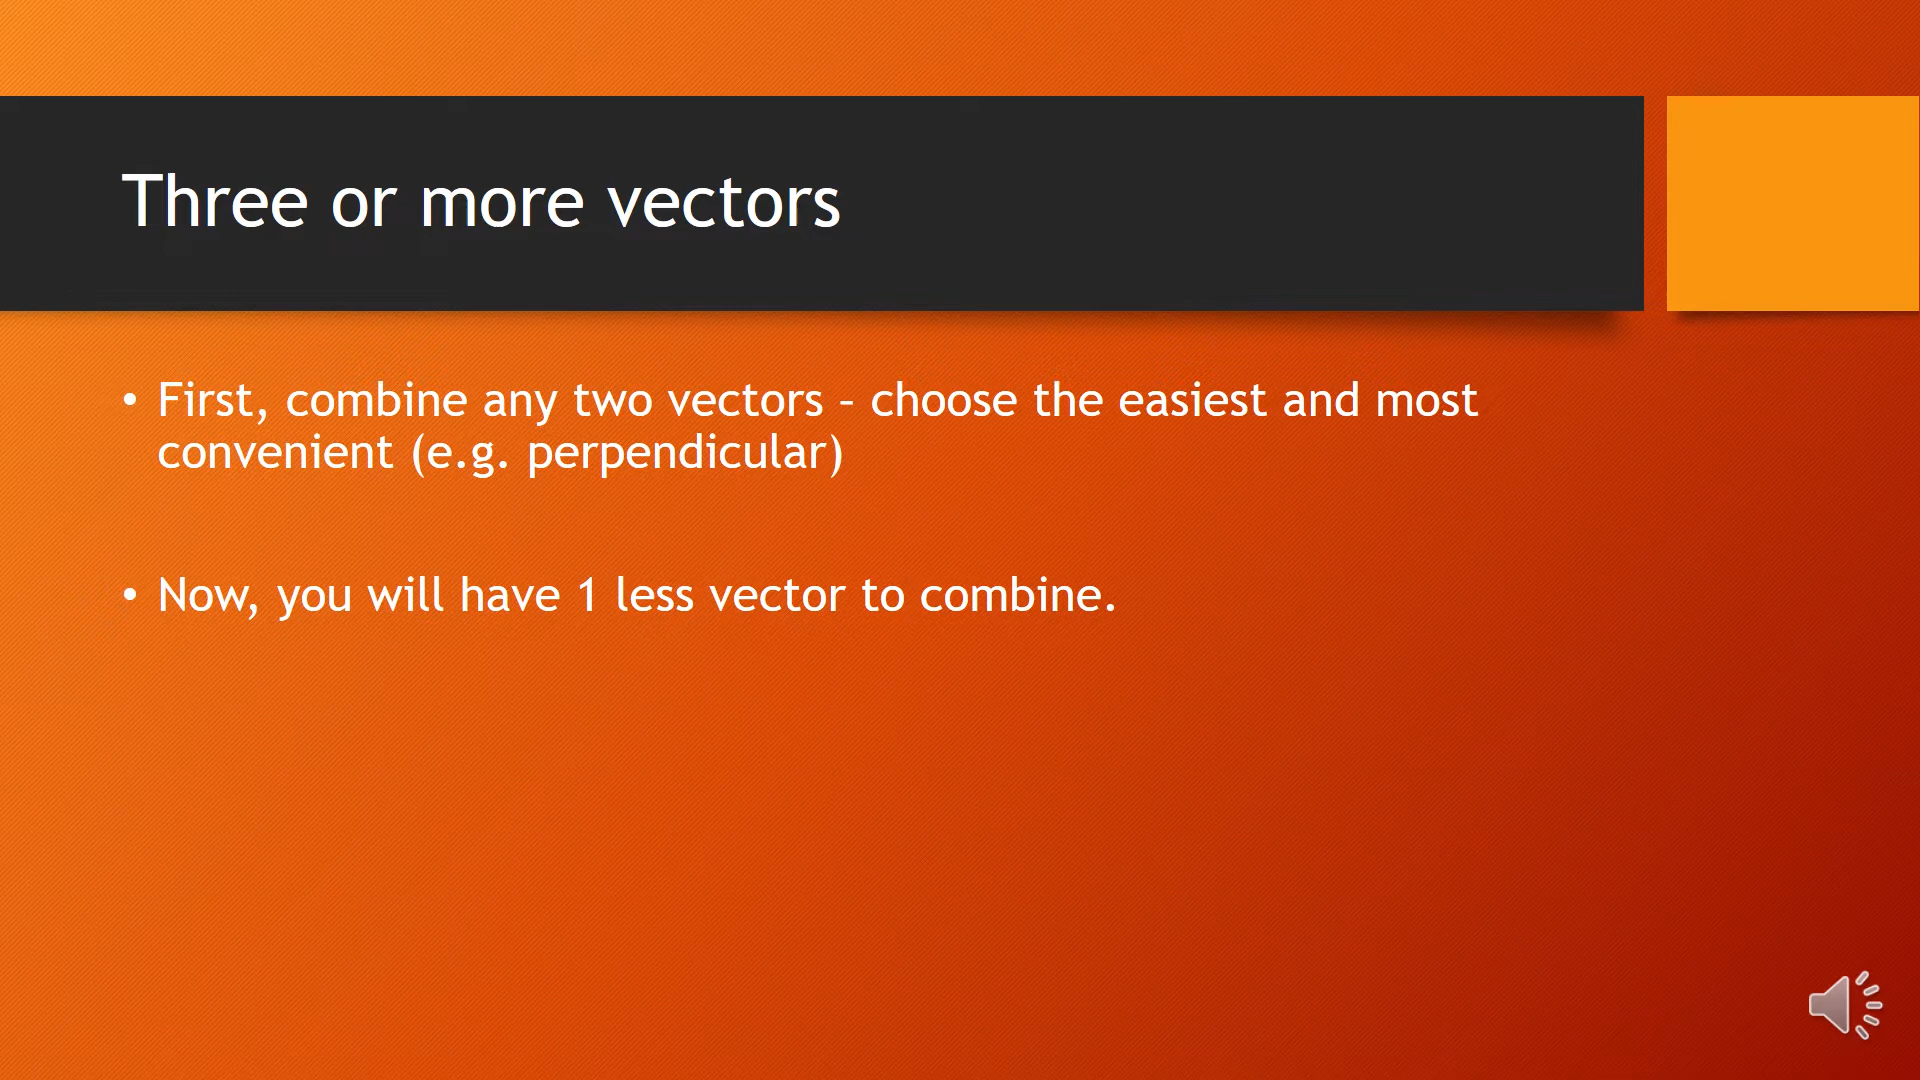 Three or more vectors
• First, combine any two vectors – choose the easiest and most
convenient (e.g. perpendicular)
• Now, you will have 1 less vector to combine.